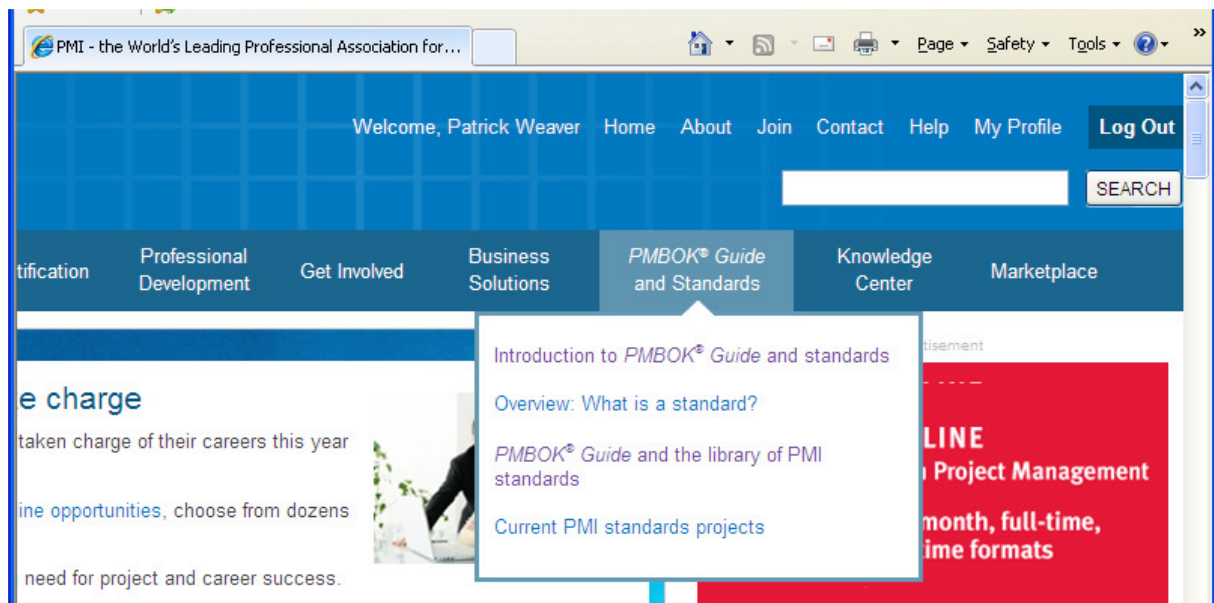 PMI - the World's Leading Professional Association for...
Page
Safety
Tools
»
Welcome, Patrick Weaver Home About Join Contact Help My Profile Log Out
SEARCH
tification
Professional
Development
Get Involved
Business
Solutions
PMBOK® Guide
and Standards
Knowledge
Center
Marketplace
Introduction to PMBOK® Guide and standards
Overview: What is a standard?
PMBOK® Guide and the library of PMI
standards
Current PMI standards projects
e charge
taken charge of their careers this year
ine opportunities, choose from dozens
need for project and career success.
tisement
LINE
Project Management
month, full-time,
ime formats